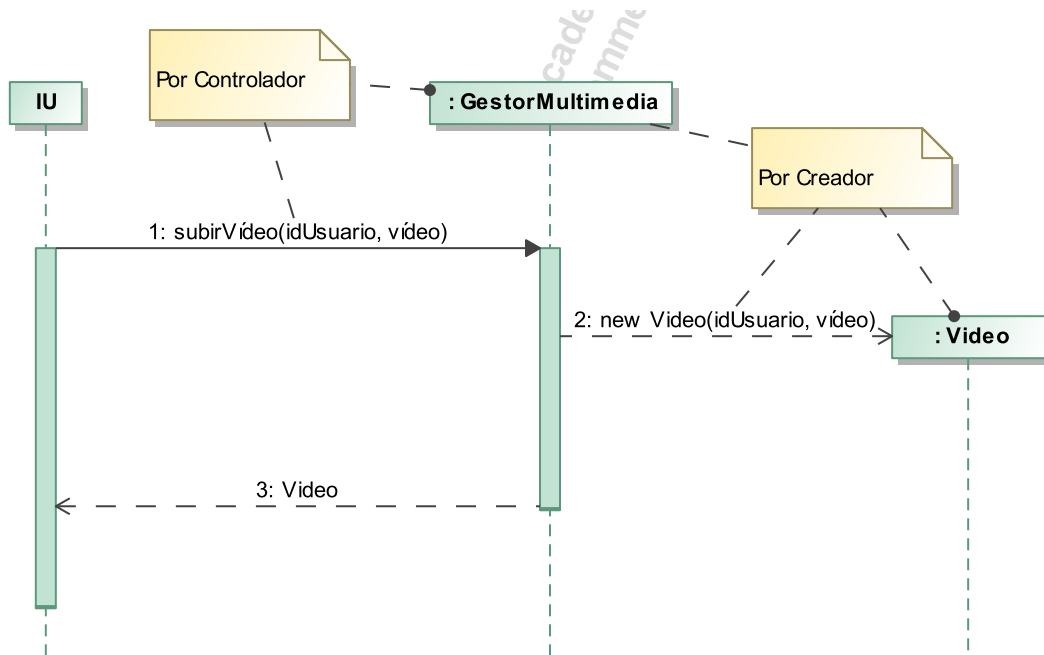 Por Controlador
IU
: GestorMultimedia
Por Creador
1: subirVídeo(idUsuario, vídeo)
2: new Video(idUsuario, vídeo)
: Video
3: Video